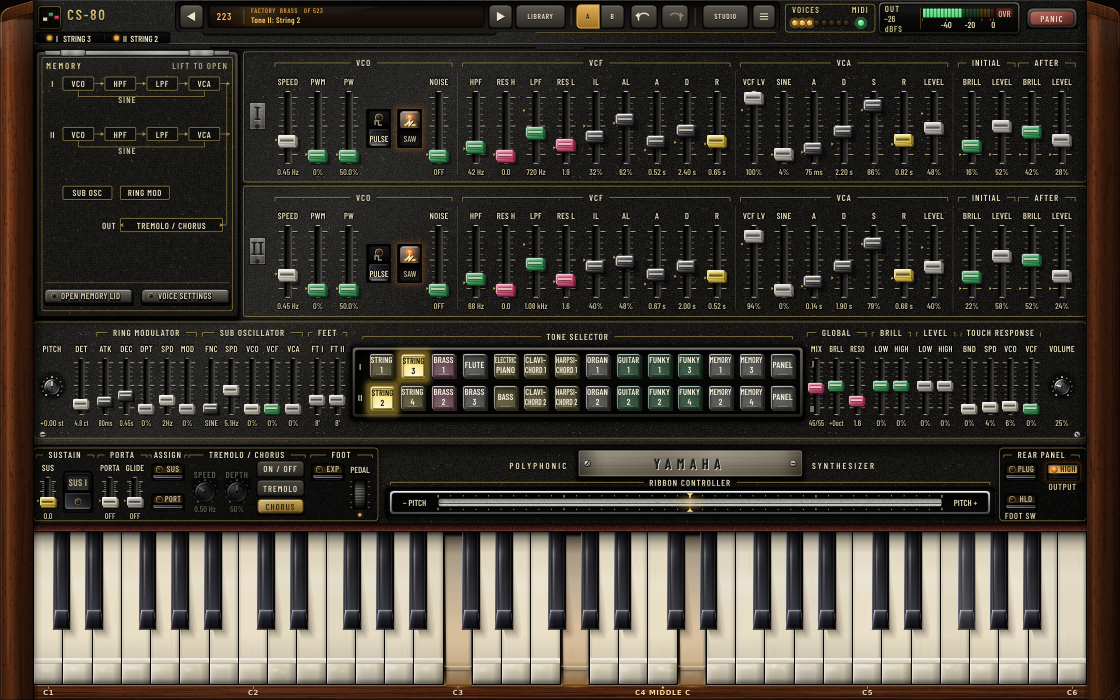 CS-80
223
FACTORY BRASS OF 523
Tone II: String 2
LIBRARY
A
B
STUDIO
VOICES
MIDI
OUT
-26
dBFS
-40 -20 0
OVR
PANIC
I STRING 3
II STRING 2
MEMORY
LIFT TO OPEN
I VCO HPF LPF VCA
SINE
II VCO HPF LPF VCA
SINE
SUB OSC RING MOD
OUT TREMOLO / CHORUS
OPEN MEMORY LID
VOICE SETTINGS
VCO VCF VCA INITIAL AFTER
SPEED PWM PW NOISE HPF RES H LPF RES L IL AL A D R VCF LV SINE A D S R LEVEL BRILL LEVEL BRILL LEVEL
I
PULSE SAW
0.45 Hz 0% 50.0% OFF 42 Hz 0.0 720 Hz 1.9 32% 62% 0.52 s 2.40 s 0.65 s 100% 4% 75 ms 2.20 s 86% 0.82 s 48% 16% 52% 42% 28%
VCO VCF VCA INITIAL AFTER
SPEED PWM PW NOISE HPF RES H LPF RES L IL AL A D R VCF LV SINE A D S R LEVEL BRILL LEVEL BRILL LEVEL
II
PULSE SAW
0.45 Hz 0% 50.0% OFF 68 Hz 0.0 1.08 kHz 1.6 40% 48% 0.67 s 2.00 s 0.52 s 94% 0% 0.14 s 1.90 s 78% 0.68 s 40% 22% 58% 52% 24%
RING MODULATOR SUB OSCILLATOR FEET
PITCH DET ATK DEC DPT SPD MOD FNC SPD VCO VCF VCA FT I FT II
+0.00 st 4.8 ct 80ms 0.45s 0% 2Hz 0% SINE 5.1Hz 0% 0% 0% 8' 8'
TONE SELECTOR
I
STRING 1
STRING 3
BRASS 1
FLUTE
ELECTRIC PIANO
CLAVI- CHORD 1
HARPSI- CHORD 1
ORGAN 1
GUITAR 1
FUNKY 1
FUNKY 3
MEMORY 1
MEMORY 3
PANEL
II
STRING 2
STRING 4
BRASS 2
BRASS 3
BASS
CLAVI- CHORD 2
HARPSI- CHORD 2
ORGAN 2
GUITAR 2
FUNKY 2
FUNKY 4
MEMORY 2
MEMORY 4
PANEL
GLOBAL BRILL LEVEL TOUCH RESPONSE
MIX BRLL RESO LOW HIGH LOW HIGH BND SPD VCO VCF VOLUME
45/55 +0oct 1.6 0% 0% 0% 0% 0% 4% 6% 0% 25%
SUSTAIN PORTA ASSIGN TREMOLO / CHORUS FOOT
SUS
SUS I
0.0
PORTA GLIDE
OFF OFF
SUS
PORT
SPEED DEPTH
0.50 Hz 50%
ON / OFF
TREMOLO
CHORUS
EXP
PEDAL
POLYPHONIC
YAMAHA
SYNTHESIZER
RIBBON CONTROLLER
- PITCH
PITCH +
REAR PANEL
PLUG
HIGH
OUTPUT
HLD
FOOT SW
C1 C2 C3 C4 MIDDLE C C5 C6